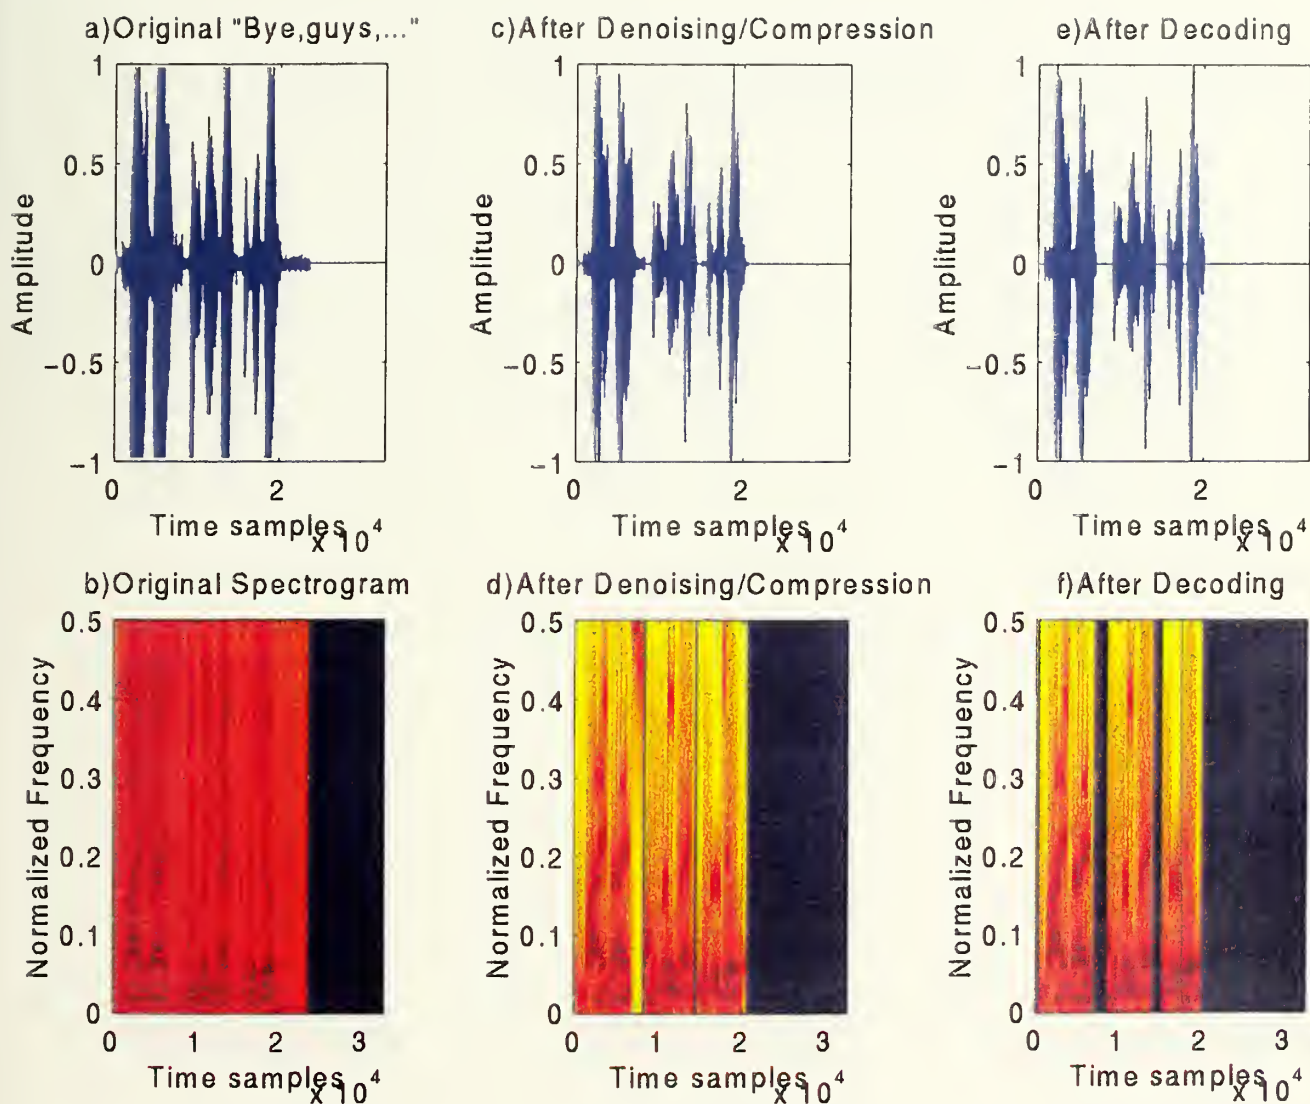 a)Original "Bye,guys,..."
1
0.5
0
−0.5
−1
Amplitude
0
2
Time samples
x 10^4
c)After Denoising/Compression
1
0.5
0
−0.5
−1
Amplitude
0
2
Time samples
x 10^4
e)After Decoding
1
0.5
0
−0.5
−1
Amplitude
0
2
Time samples
x 10^4
b)Original Spectrogram
0.5
0.4
0.3
0.2
0.1
0
Normalized Frequency
0 1 2 3
Time samples
x 10^4
d)After Denoising/Compression
0.5
0.4
0.3
0.2
0.1
0
Normalized Frequency
0 1 2 3
Time samples
x 10^4
f)After Decoding
0.5
0.4
0.3
0.2
0.1
0
Normalized Frequency
0 1 2 3
Time samples
x 10^4